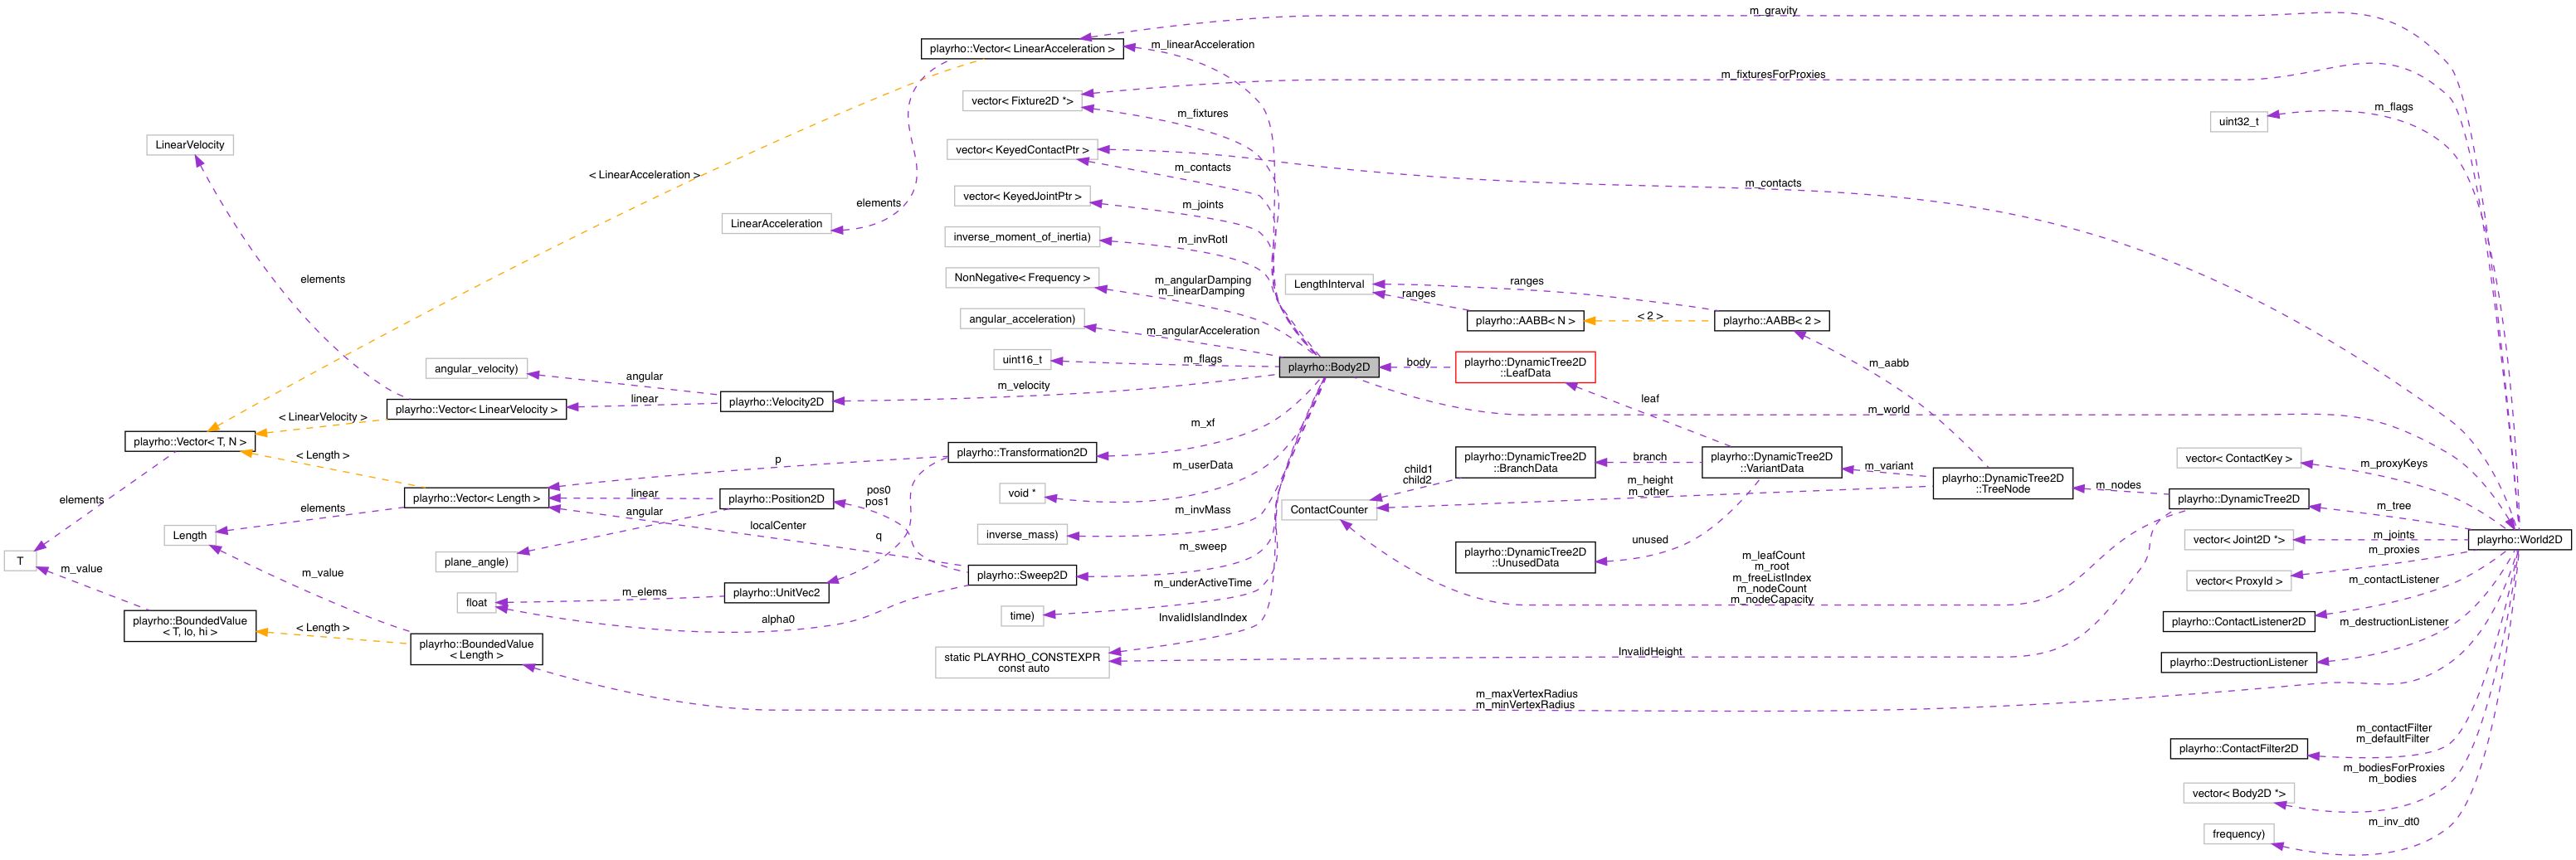 m_gravity
playrho::Vector< LinearAcceleration >
m_linearAcceleration
m_fixturesForProxies
vector< Fixture2D *>
m_fixtures
m_flags
uint32_t
LinearVelocity
vector< KeyedContactPtr >
m_contacts
< LinearAcceleration >
m_contacts
vector< KeyedJointPtr >
m_joints
elements
LinearAcceleration
inverse_moment_of_inertia)
m_invRotI
elements
NonNegative< Frequency >
m_angularDamping
m_linearDamping
LengthInterval
ranges
ranges
angular_acceleration)
m_angularAcceleration
playrho::AABB< N >
< 2 >
playrho::AABB< 2 >
uint16_t
m_flags
playrho::Body2D
body
playrho::DynamicTree2D
::LeafData
m_aabb
angular_velocity)
angular
m_velocity
playrho::Velocity2D
linear
leaf
playrho::Vector< LinearVelocity >
< LinearVelocity >
m_world
playrho::Vector< T, N >
m_xf
playrho::Transformation2D
p
< Length >
m_userData
playrho::DynamicTree2D
::BranchData
branch
playrho::DynamicTree2D
::VariantData
m_variant
playrho::DynamicTree2D
::TreeNode
vector< ContactKey >
m_proxyKeys
child1
child2
m_height
m_other
m_nodes
playrho::DynamicTree2D
m_tree
elements
playrho::Vector< Length >
linear
angular
playrho::Position2D
pos0
pos1
void *
elements
localCenter
m_invMass
ContactCounter
Length
q
inverse_mass)
unused
vector< Joint2D *>
m_joints
playrho::World2D
T
plane_angle)
m_sweep
playrho::DynamicTree2D
::UnusedData
m_leafCount
m_root
m_freeListIndex
m_nodeCount
m_nodeCapacity
m_proxies
m_value
m_value
playrho::Sweep2D
m_underActiveTime
vector< ProxyId >
m_contactListener
float
m_elems
playrho::UnitVec2
time)
playrho::BoundedValue
< T, lo, hi >
< Length >
alpha0
InvalidIslandIndex
playrho::ContactListener2D
m_destructionListener
playrho::BoundedValue
< Length >
static PLAYRHO_CONSTEXPR
const auto
InvalidHeight
playrho::DestructionListener
m_maxVertexRadius
m_minVertexRadius
m_contactFilter
m_defaultFilter
playrho::ContactFilter2D
m_bodiesForProxies
m_bodies
vector< Body2D *>
m_inv_dt0
frequency)